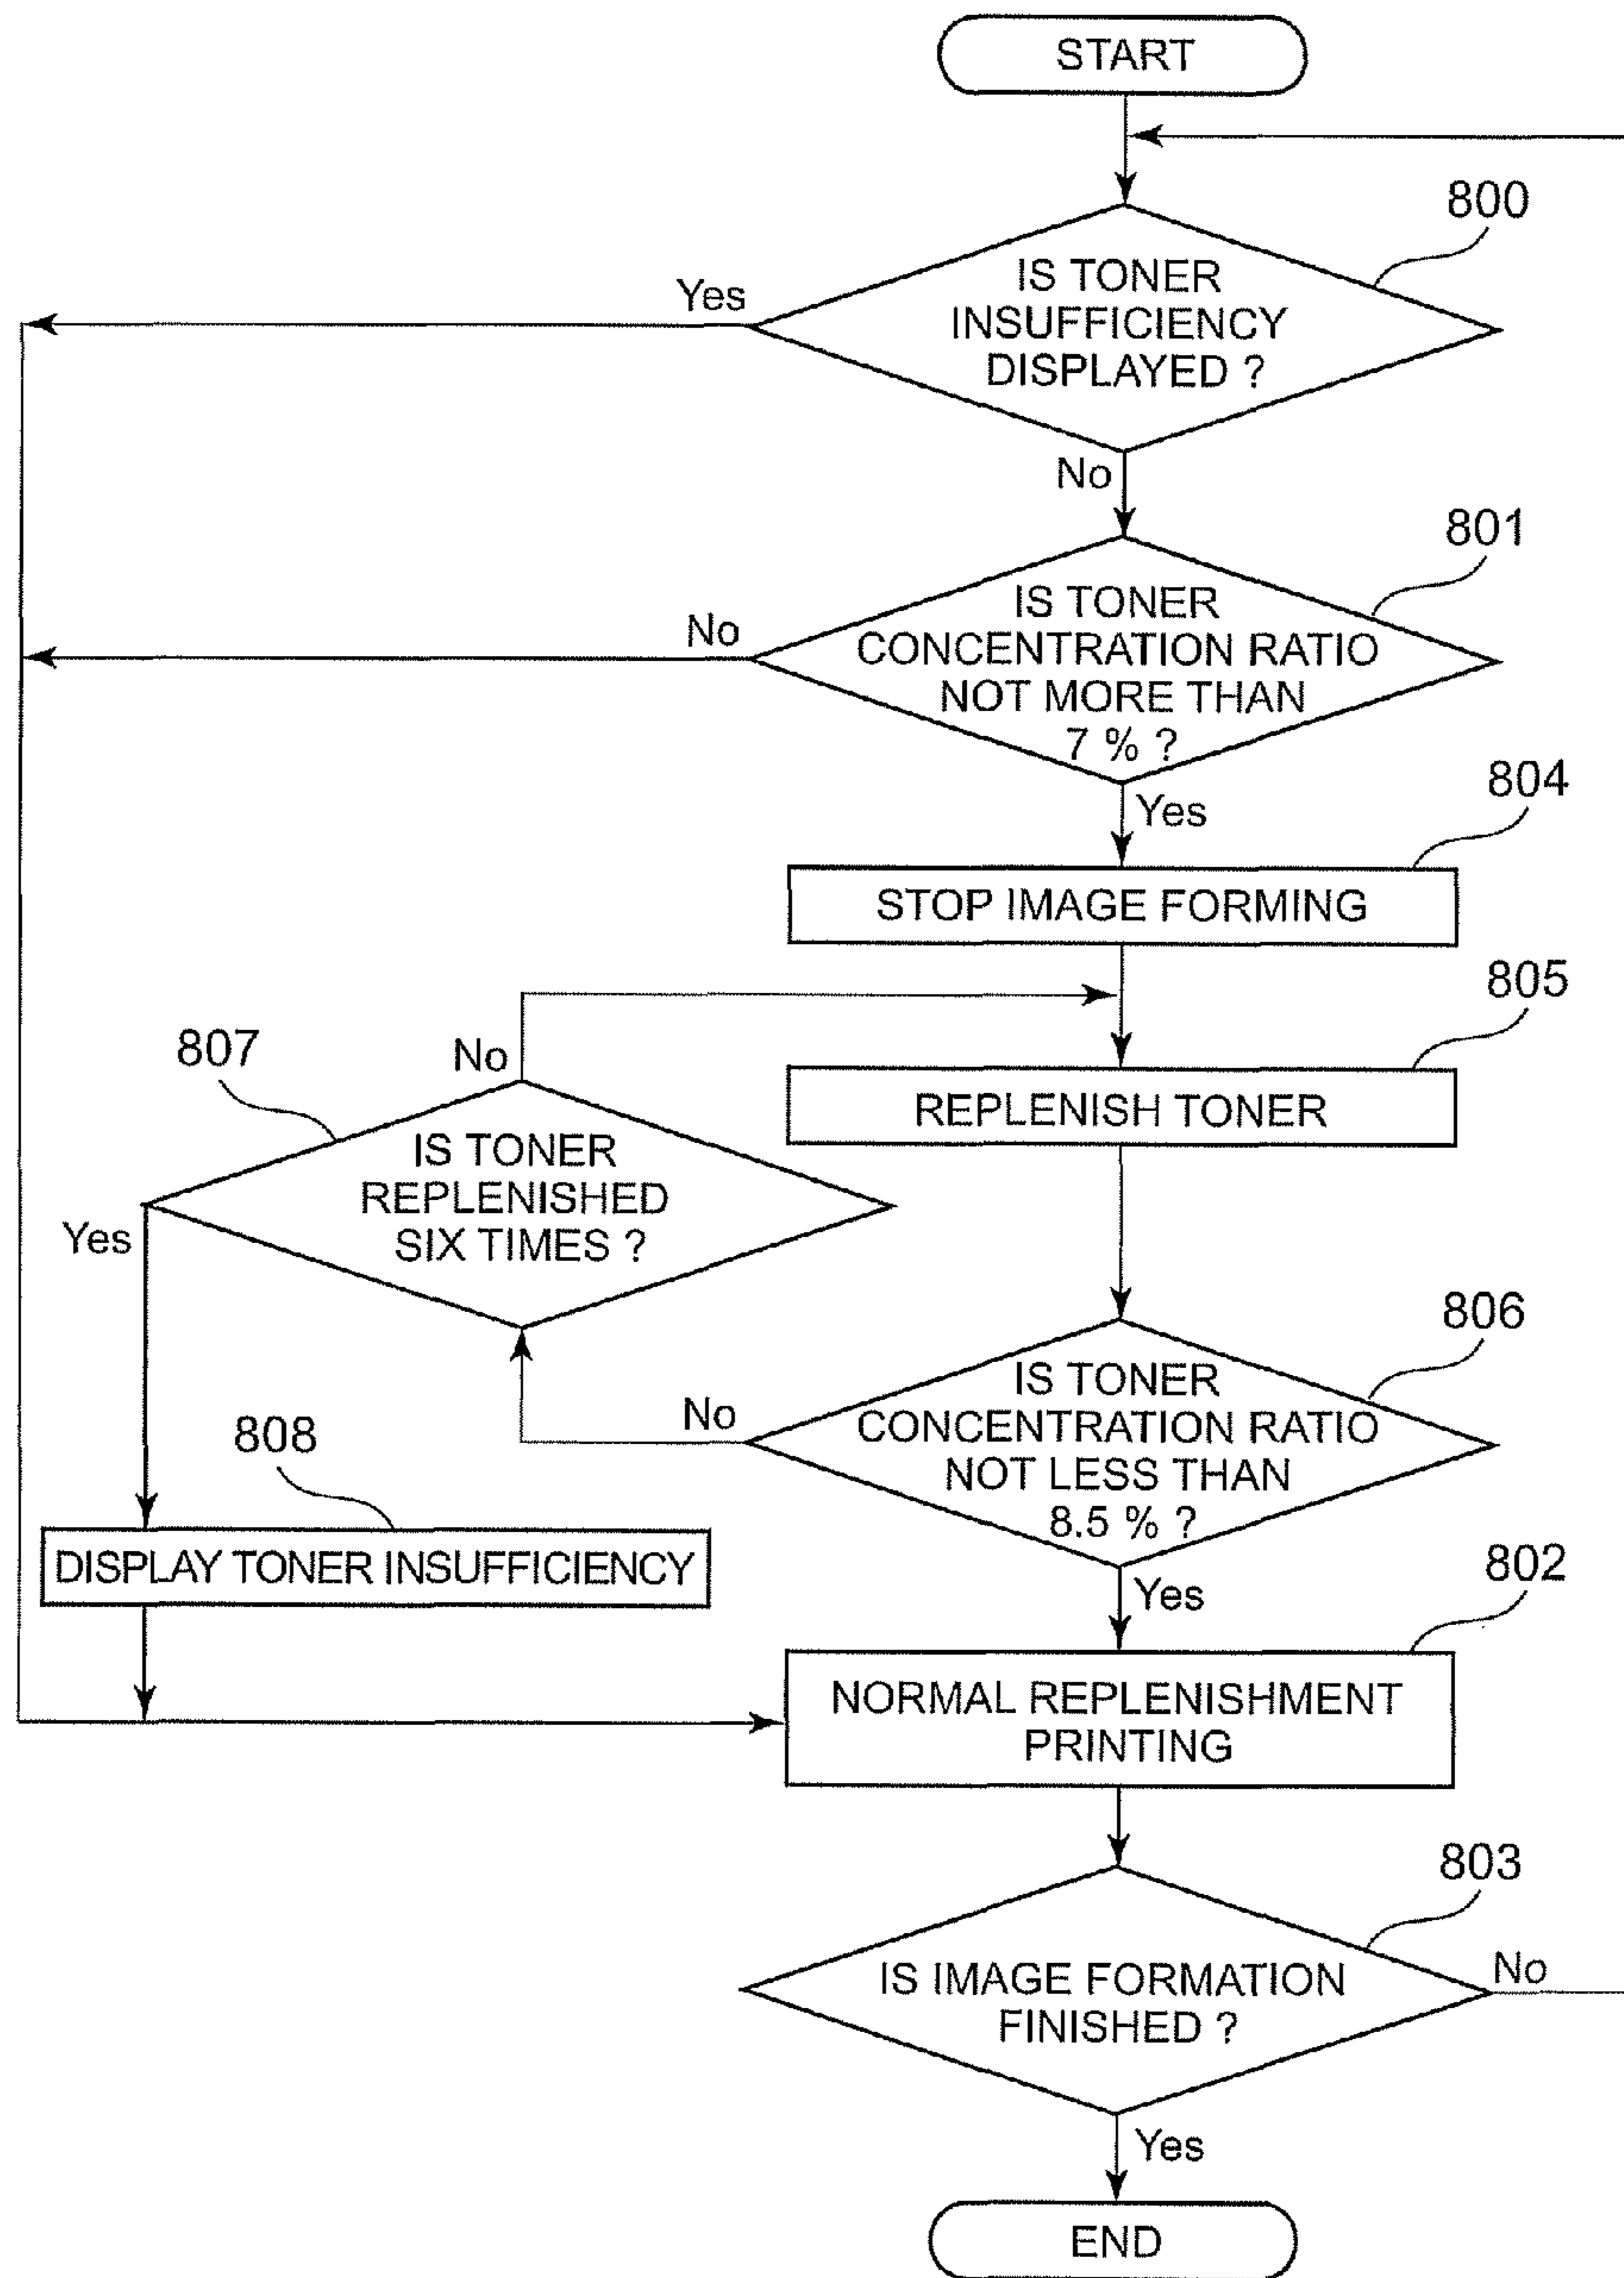 START
800
IS TONER
INSUFFICIENCY
DISPLAYED ?
Yes
No
801
IS TONER
CONCENTRATION RATIO
NOT MORE THAN
7 % ?
No
Yes
804
STOP IMAGE FORMING
805
REPLENISH TONER
807
No
IS TONER
REPLENISHED
SIX TIMES ?
Yes
806
IS TONER
CONCENTRATION RATIO
NOT LESS THAN
8.5 % ?
No
Yes
808
DISPLAY TONER INSUFFICIENCY
802
NORMAL REPLENISHMENT
PRINTING
803
IS IMAGE FORMATION
FINISHED ?
No
Yes
END